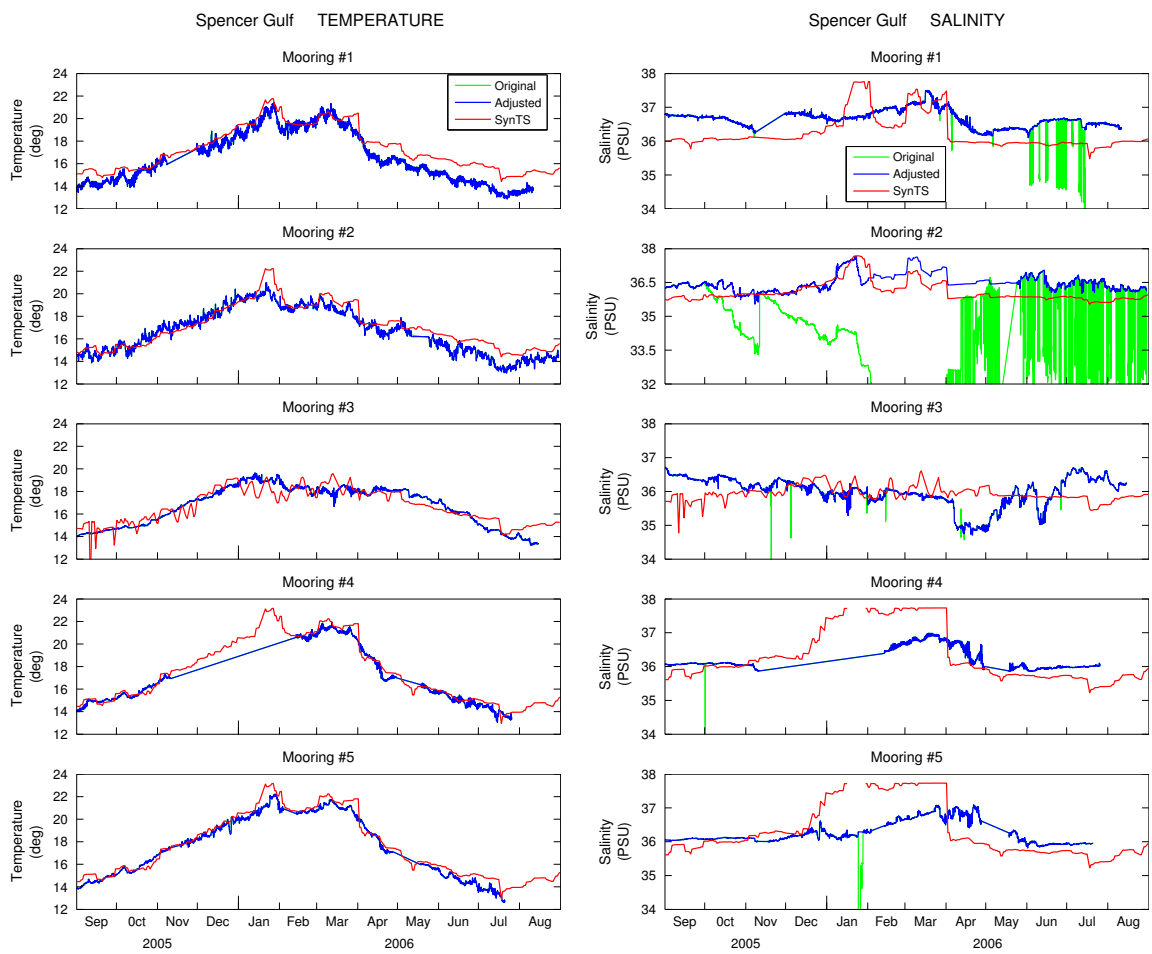 Spencer Gulf TEMPERATURE
Mooring #1
24
22
20
18
16
14
12
Temperature
(deg)
Original
Adjusted
SynTS
Mooring #2
24
22
20
18
16
14
12
Temperature
(deg)
Mooring #3
24
22
20
18
16
14
12
Temperature
(deg)
Mooring #4
24
22
20
18
16
14
12
Temperature
(deg)
Mooring #5
24
22
20
18
16
14
12
Temperature
(deg)
Sep 0ct Nov Dec Jan Feb Mar Apr May Jun Jul Aug
2005 2006
Spencer Gulf SALINITY
Mooring #1
38
37
36
35
34
Salinity
(PSU)
Original
Adjusted
SynTS
Mooring #2
38
36.5
35
33.5
32
Salinity
(PSU)
Mooring #3
38
37
36
35
34
Salinity
(PSU)
Mooring #4
38
37
36
35
34
Salinity
(PSU)
Mooring #5
38
37
36
35
34
Salinity
(PSU)
Sep 0ct Nov Dec Jan Feb Mar Apr May Jun Jul Aug
2005 2006